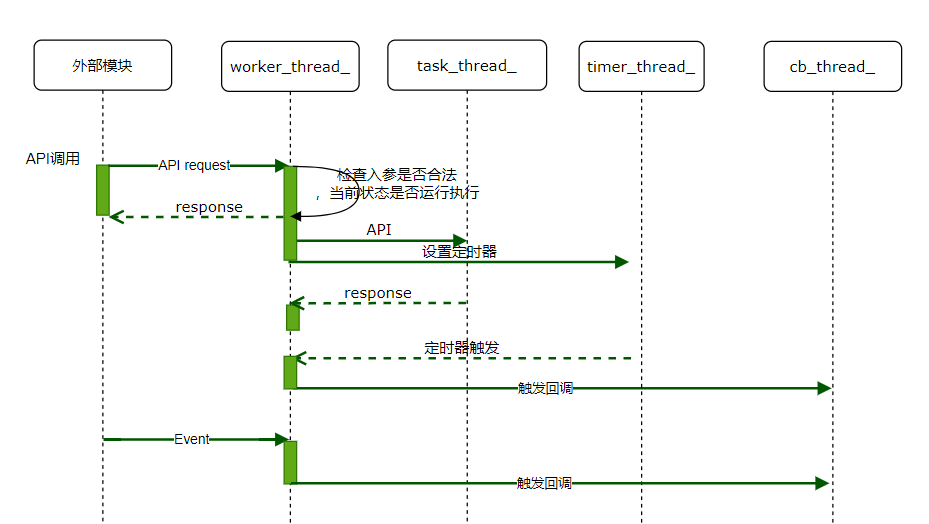 外部模块
worker_thread_
task_thread_
timer_thread_
cb_thread_
API调用
API request
检查入参是否合法
，当前状态是否运行执行
response
API
设置定时器
response
定时器触发
触发回调
Event
触发回调